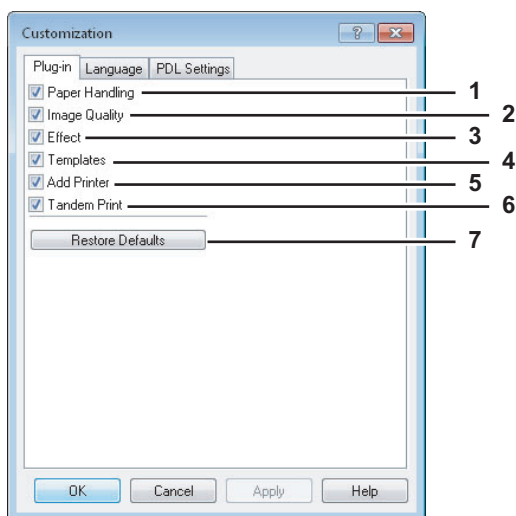 Customization
Plug-in Language PDL Settings
Paper Handling 1
Image Quality 2
Effect 3
Templates 4
Add Printer 5
Tandem Print 6
Restore Defaults 7
OK Cancel Apply Help